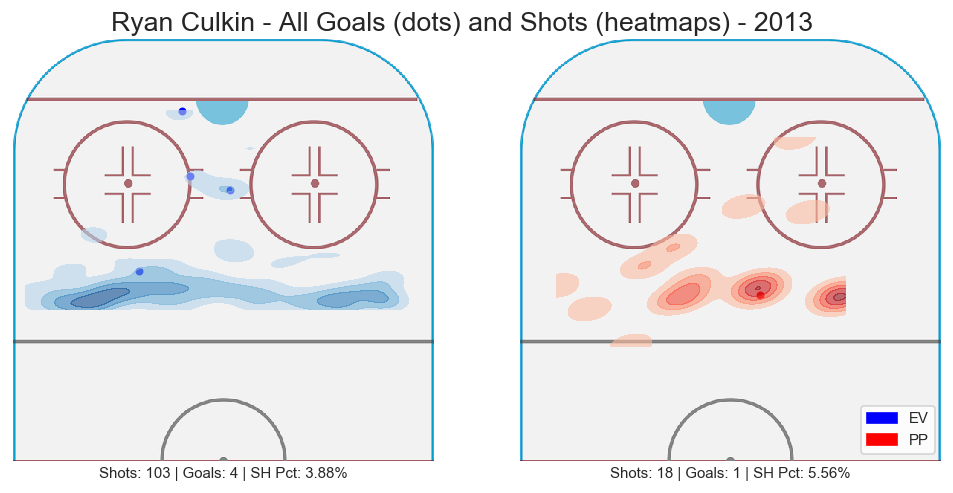 Ryan Culkin - All Goals (dots) and Shots (heatmaps) - 2013
EV
PP
Shots: 103 | Goals: 4 | SH Pct: 3.88%
Shots: 18 | Goals: 1 | SH Pct: 5.56%